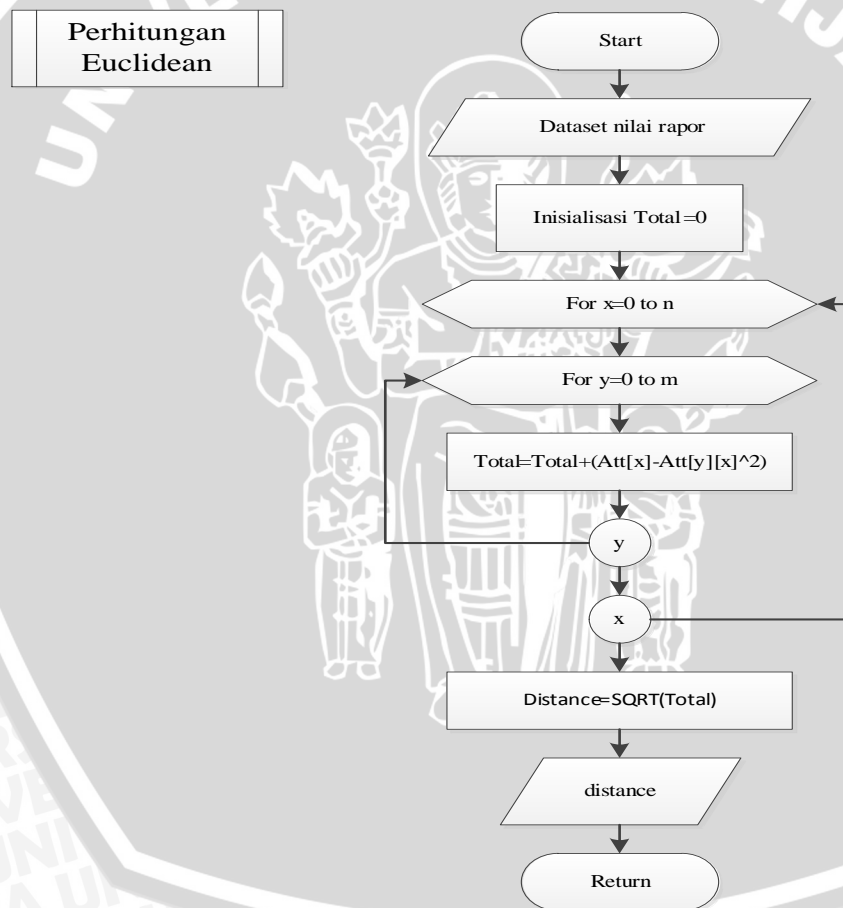 Perhitungan
Euclidean
Start
Dataset nilai rapor
Inisialisasi Total=0
For x=0 to n
For y=0 to m
Total=Total+(Att[x]-Att[y][x]^2)
y
x
Distance=SQRT(Total)
distance
Return